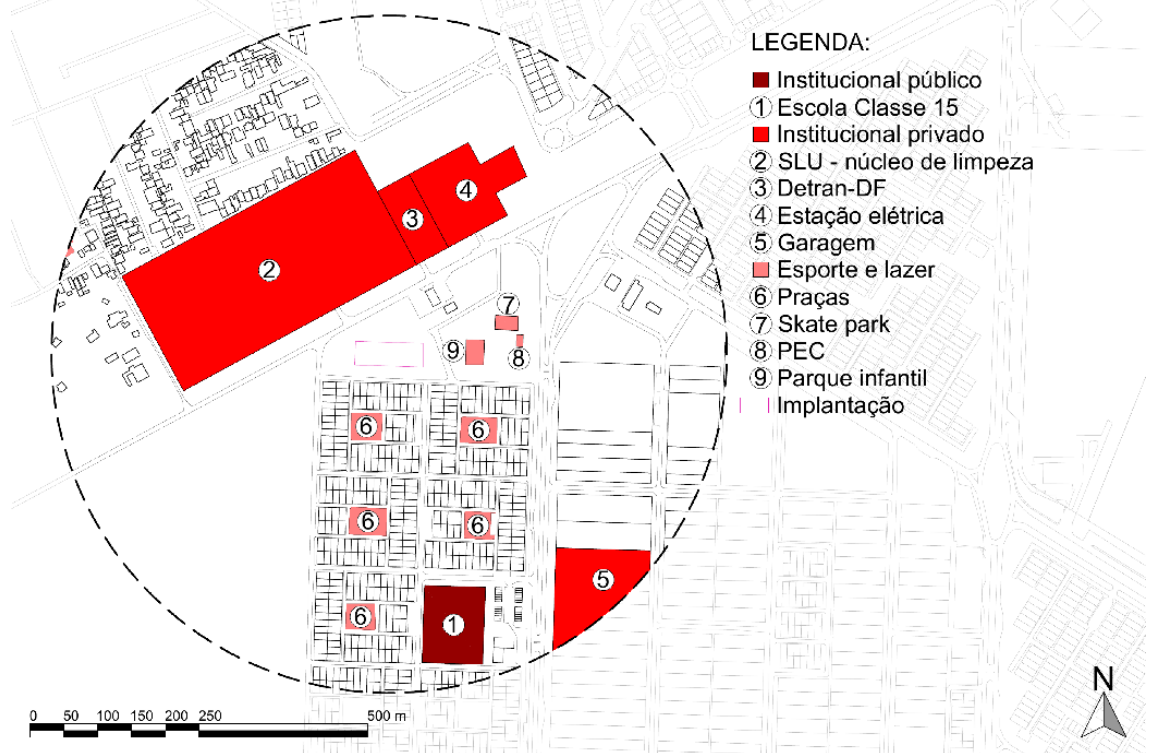 LEGENDA:
Institucional público
1 Escola Classe 15
Institucional privado
2 SLU - núcleo de limpeza
3 Detran-DF
4 Estação elétrica
5 Garagem
Esporte e lazer
6 Praças
7 Skate park
8 PEC
9 Parque infantil
Implantação
4
3
2
7
9
8
6
6
6
6
5
6
1
N
0 50 100 150 200 250 500 m